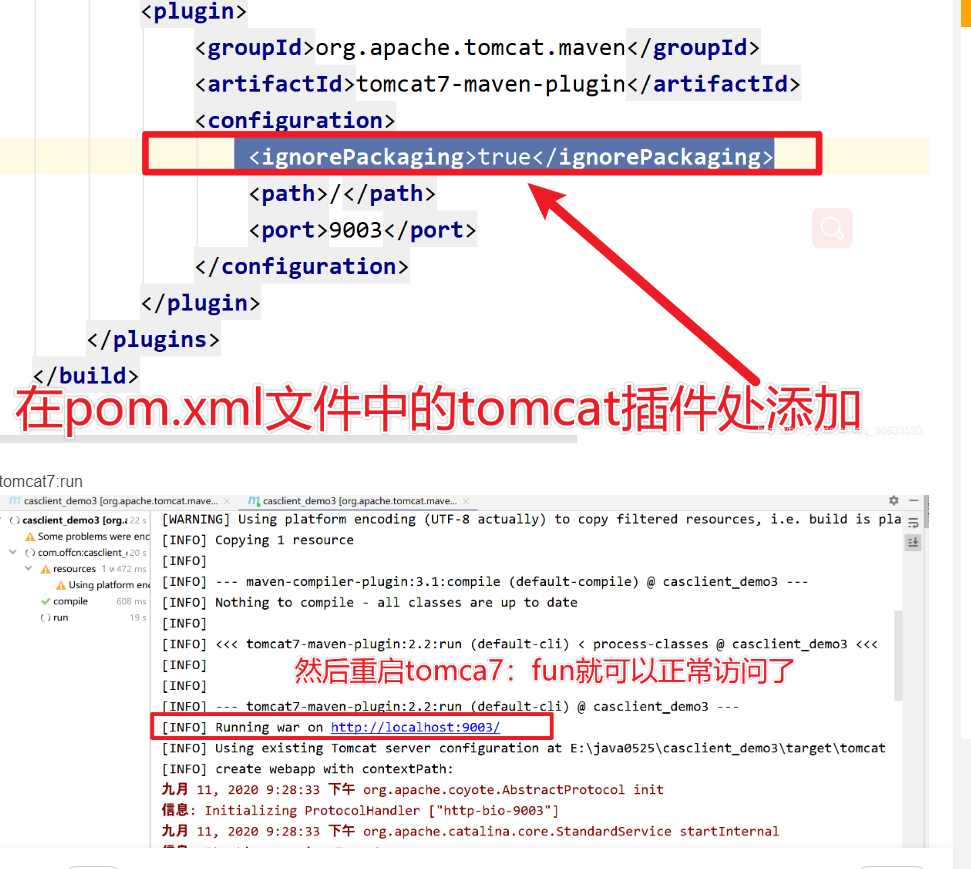 <plugin>
<groupId>org.apache.tomcat.maven</groupId>
<artifactId>tomcat7-maven-plugin</artifactId>
<configuration>
<ignorePackaging>true</ignorePackaging>
<path>/</path>
<port>9003</port>
</configuration>
</plugin>
</plugins>
</build>
在pom.xml文件中的tomcat插件处添加
tomcat7:run
casclient_demo3 [org.apache.tomcat.mave... casclient_demo3 [org.apache.tomcat.mave...
casclient_demo3 [org.a 22 s
Some problems were enc
com.offcn:casclient_ 20 s
resources 1 w 472 ms
Using platform enc
compile 608 ms
run 19 s
[WARNING] Using platform encoding (UTF-8 actually) to copy filtered resources, i.e. build is pla
[INFO] Copying 1 resource
[INFO]
[INFO] --- maven-compiler-plugin:3.1:compile (default-compile) @ casclient_demo3 ---
[INFO] Nothing to compile - all classes are up to date
[INFO]
[INFO] <<< tomcat7-maven-plugin:2.2:run (default-cli) < process-classes @ casclient_demo3 <<<
[INFO]
然后重启tomca7：fun就可以正常访问了
[INFO]
[INFO] --- tomcat7-maven-plugin:2.2:run (default-cli) @ casclient_demo3 ---
[INFO] Running war on http://localhost:9003/
[INFO] Using existing Tomcat server configuration at E:\java0525\casclient_demo3\target\tomcat
[INFO] create webapp with contextPath:
九月 11, 2020 9:28:33 下午 org.apache.coyote.AbstractProtocol init
信息: Initializing ProtocolHandler ["http-bio-9003"]
九月 11, 2020 9:28:33 下午 org.apache.catalina.core.StandardService startInternal